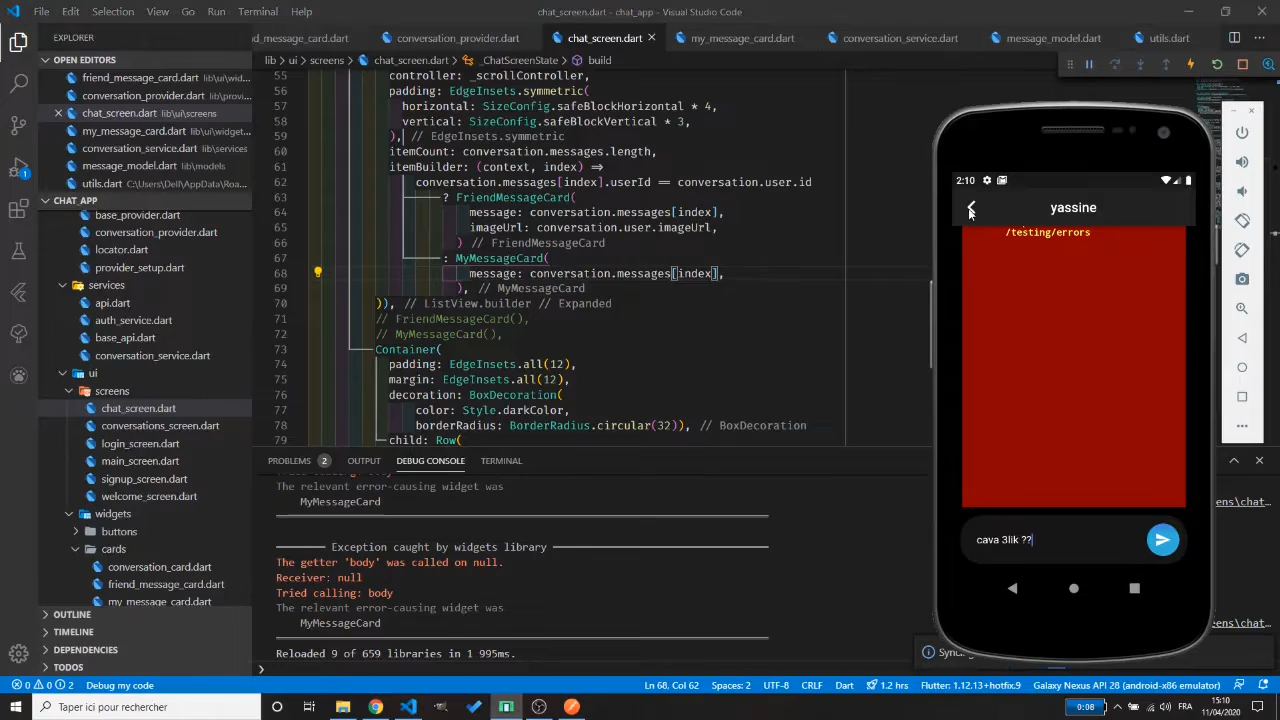 File Edit Selection View Go Run Terminal Help
chat_screen.dart - chat_app - Visual Studio Code
EXPLORER
OPEN EDITORS
friend_message_card.dart lib\ui\wid...
conversation_provider.dart lib\provi...
chat_screen.dart lib\ui\screens
my_message_card.dart lib\ui\widget...
conversation_service.dart lib\services
message_model.dart lib\models
utils.dart C:\Users\Dell\AppData\Roa...
CHAT APP
base_provider.dart
conversation_provider.dart
locator.dart
provider_setup.dart
services
api.dart
auth_service.dart
base_api.dart
conversation_service.dart
ui
screens
chat_screen.dart
conversations_screen.dart
login_screen.dart
main_screen.dart
signup_screen.dart
welcome_screen.dart
widgets
buttons
cards
conversation_card.dart
friend_message_card.dart
my_message_card.dart
OUTLINE
TIMELINE
DEPENDENCIES
TODOS
nd_message_card.dart conversation_provider.dart chat_screen.dart my_message_card.dart conversation_service.dart message_model.dart utils.dart
lib > ui > screens > chat_screen.dart > _ChatScreenState > build
55 controller: _scrollController,
56 padding: EdgeInsets.symmetric(
57 horizontal: SizeConfig.safeBlockHorizontal * 4,
58 vertical: SizeConfig.safeBlockVertical * 3,
59 ), // EdgeInsets.symmetric
60 itemCount: conversation.messages.length,
61 itemBuilder: (context, index) =>
62 conversation.messages[index].userId == conversation.user.id
63 ? FriendMessageCard(
64 message: conversation.messages[index],
65 imageUrl: conversation.user.imageUrl,
66 ) // FriendMessageCard
67 : MyMessageCard(
68 message: conversation.messages[index],
69 ), // MyMessageCard
70 )), // ListView.builder // Expanded
71 // FriendMessageCard(),
72 // MyMessageCard(),
73 Container(
74 padding: EdgeInsets.all(12),
75 margin: EdgeInsets.all(12),
76 decoration: BoxDecoration(
77 color: Style.darkColor,
78 borderRadius: BorderRadius.circular(32)), // BoxDecoration
79 child: Row(
PROBLEMS 2 OUTPUT DEBUG CONSOLE TERMINAL
The relevant error-causing widget was
MyMessageCard
Exception caught by widgets library
The getter 'body' was called on null.
Receiver: null
Tried calling: body
The relevant error-causing widget was
MyMessageCard
Reloaded 9 of 659 libraries in 1 995ms.
creens\chat...
creens\chat...
Synci
2:10
yassine
/testing/errors
cava 3lik ??
0 0 2 Debug my code
Ln 68, Col 62 Spaces: 2 UTF-8 CRLF Dart 1.2 hrs Flutter: 1.12.13+hotfix.9 Galaxy Nexus API 28 (android-x86 emulator)
Taper ici pour rechercher
0:08
FRA
15:10
11/04/2020